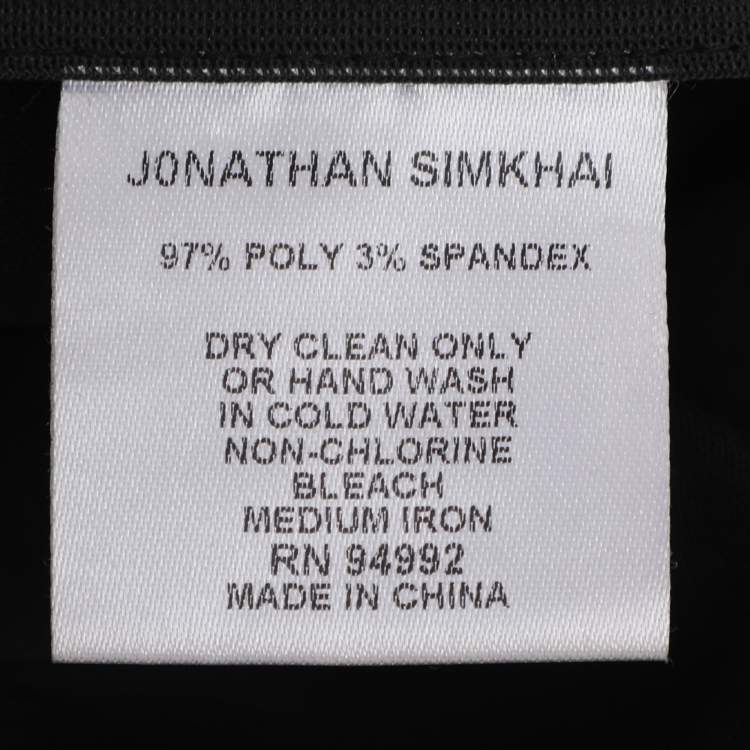 JONATHAN SIMKHAI
97% POLY 3% SPANDEX
DRY CLEAN ONLY
OR HAND WASH
IN COLD WATER
NON-CHLORINE
BLEACH
MEDIUM IRON
RN 94992
MADE IN CHINA